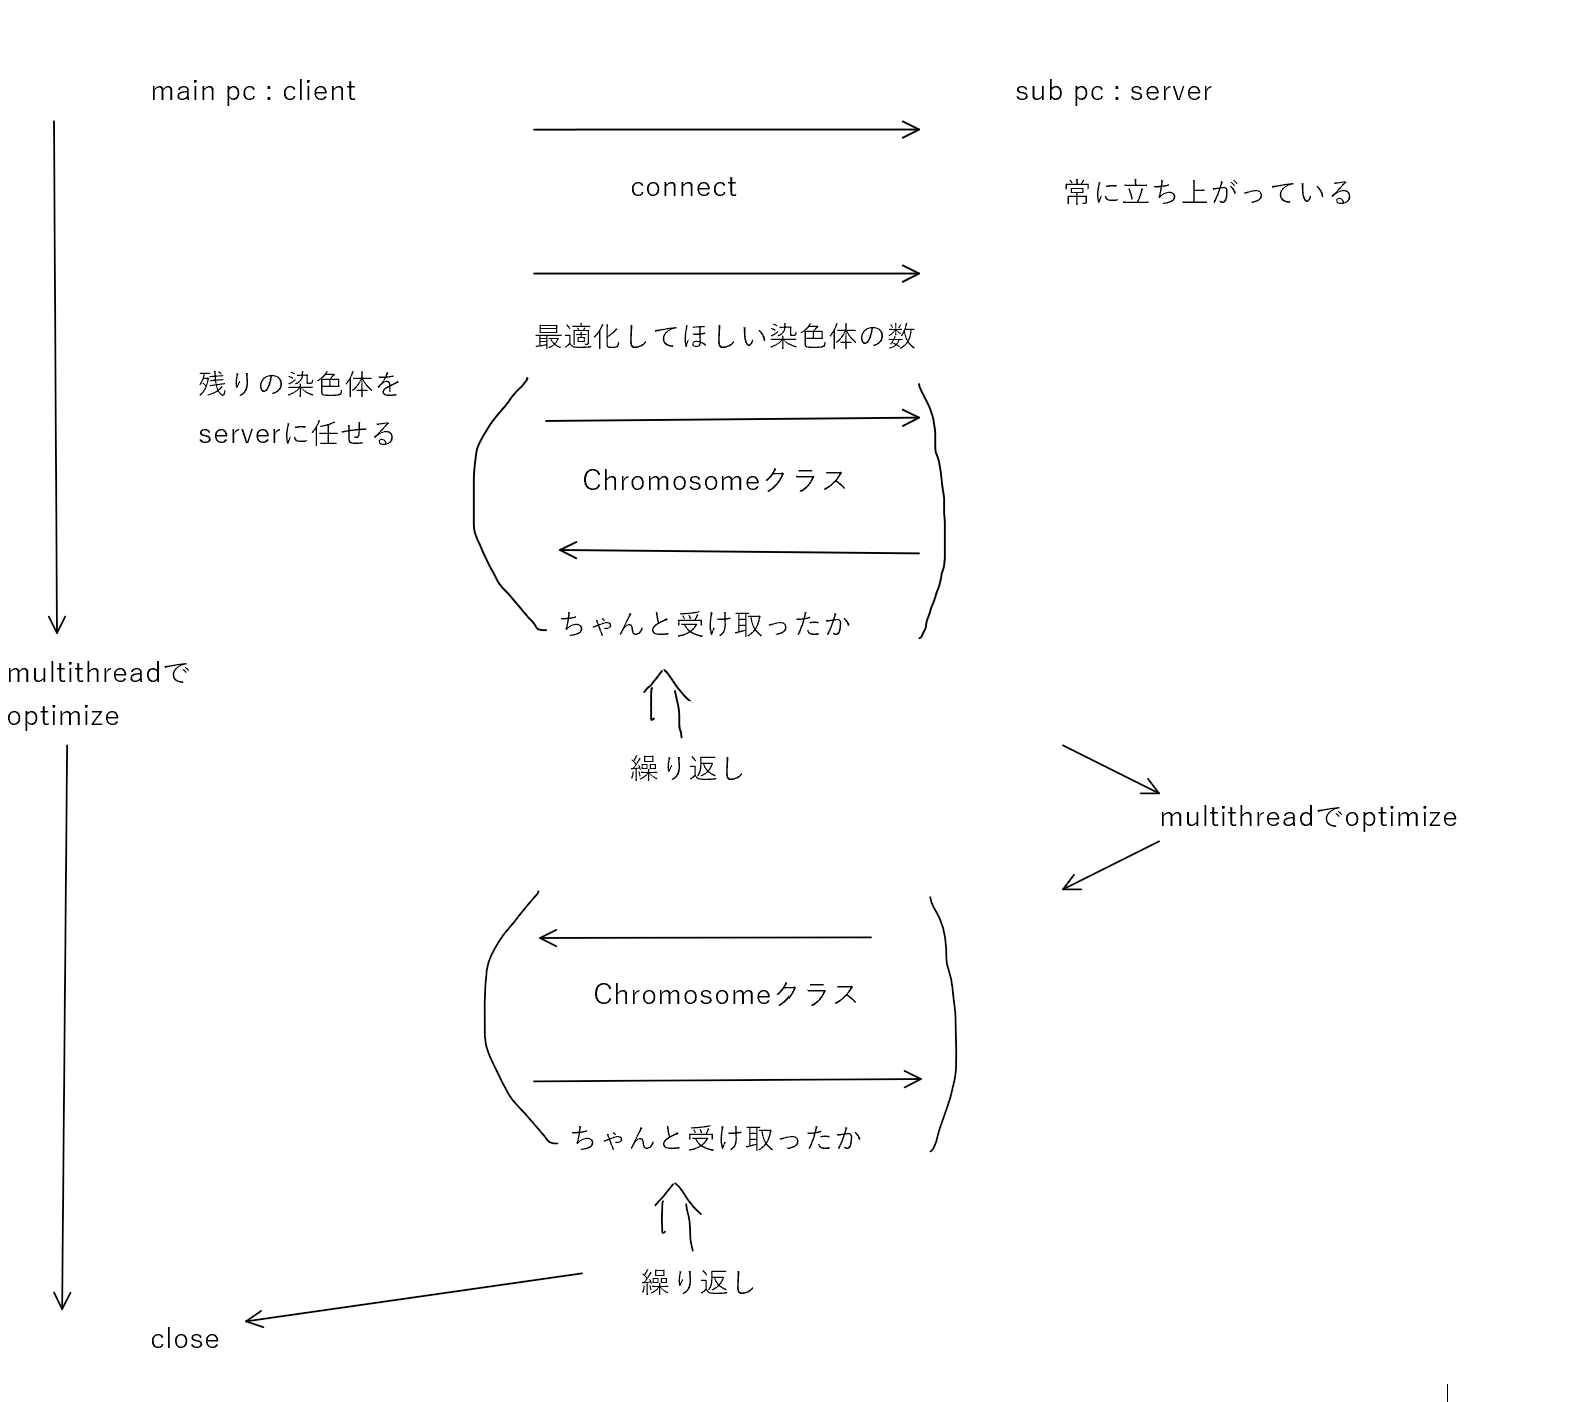 main pc : client
sub pc : server
connect
常に立ち上がっている
最適化してほしい染色体の数
残りの染色体を
serverに任せる
Chromosomeクラス
ちゃんと受け取ったか
multithreadで
optimize
繰り返し
multithreadでoptimize
Chromosomeクラス
ちゃんと受け取ったか
繰り返し
close